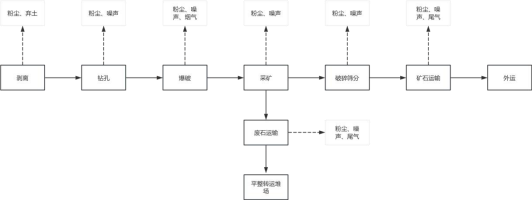 粉尘、弃土
粉尘、噪声
粉尘、噪
声、烟气
粉尘、噪声
粉尘、噪声
粉尘、噪
声、尾气
剥离
钻孔
爆破
采矿
破碎筛分
矿石运输
外运
废石运输
粉尘、噪
声、尾气
平整转运堆
场